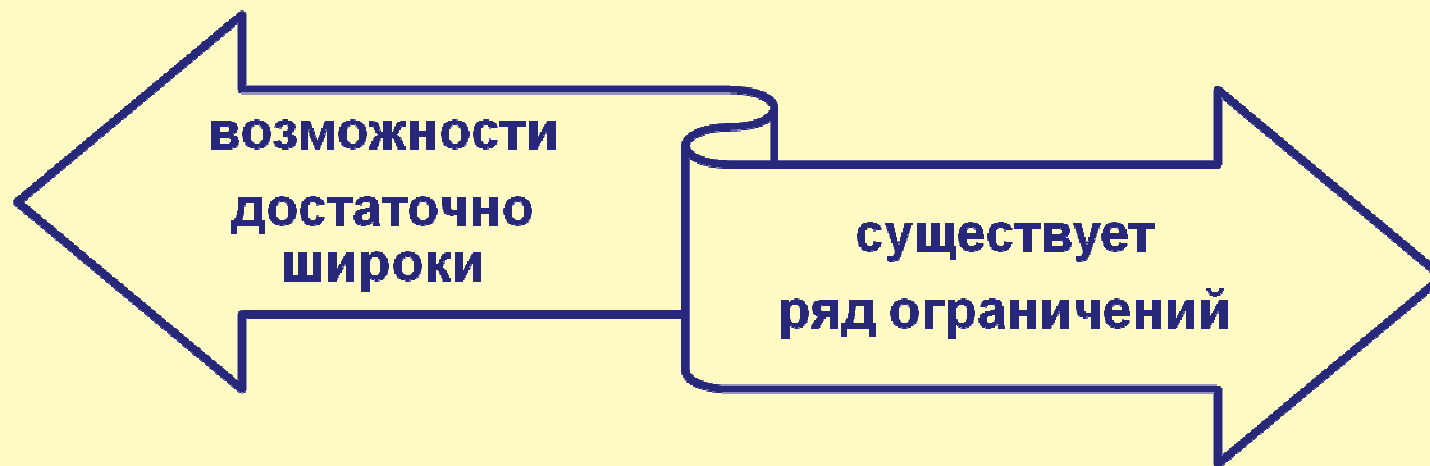 возможности
достаточно
широки
существует
ряд ограничений